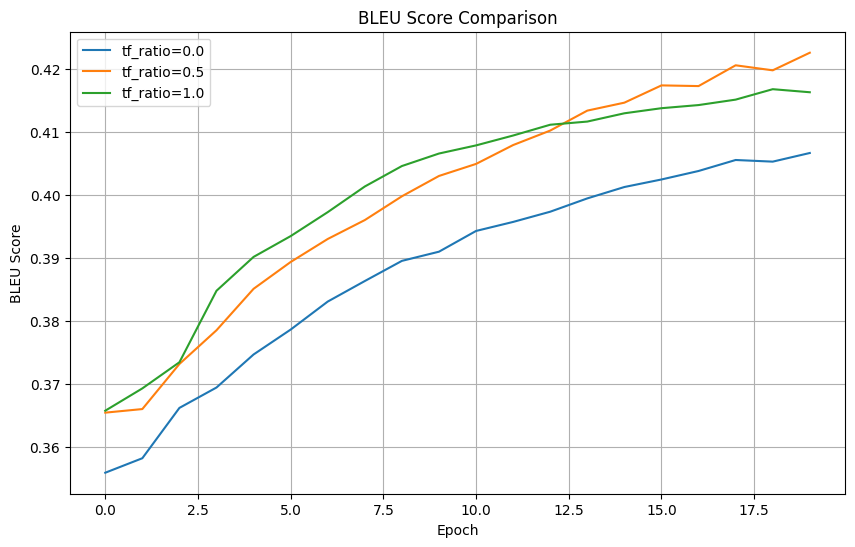 BLEU Score Comparison
tf_ratio=0.0
tf_ratio=0.5
tf_ratio=1.0
BLEU Score
0.42
0.41
0.40
0.39
0.38
0.37
0.36
0.0 2.5 5.0 7.5 10.0 12.5 15.0 17.5
Epoch